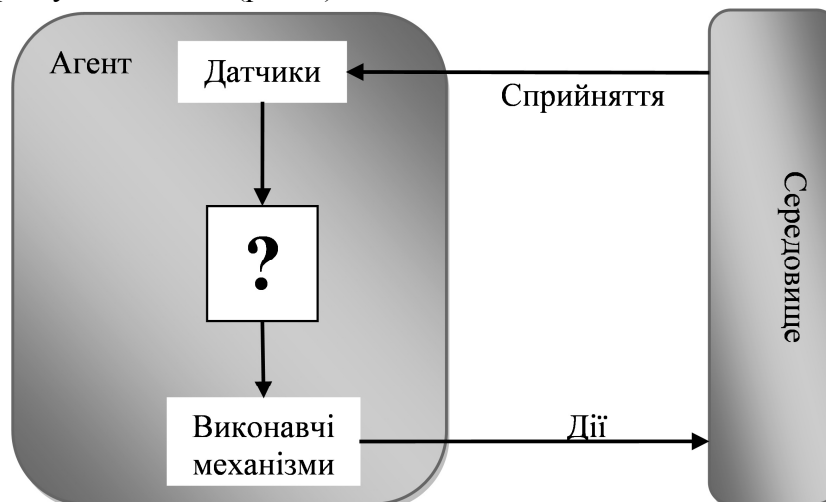 Агент
Датчики
Сприйняття
Середовище
?
Виконавчі
механізми
Дії